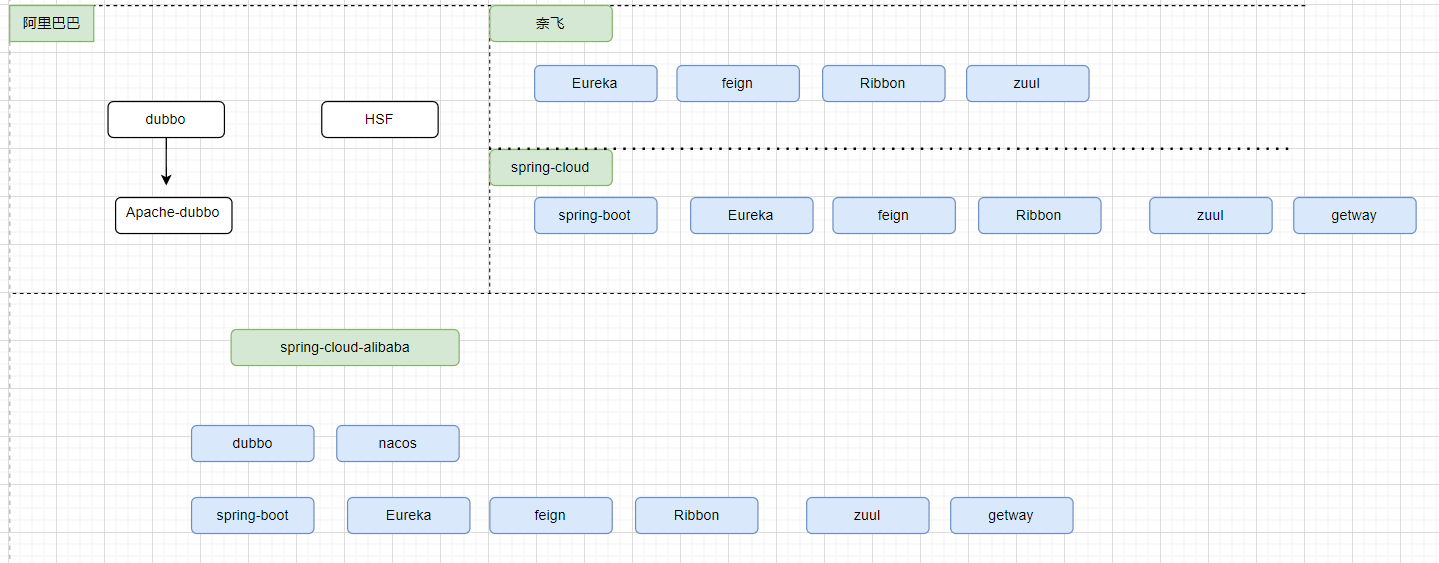 阿里巴巴
奈飞
Eureka
feign
Ribbon
zuul
dubbo
HSF
spring-cloud
Apache-dubbo
spring-boot
Eureka
feign
Ribbon
zuul
getway
spring-cloud-alibaba
dubbo
nacos
spring-boot
Eureka
feign
Ribbon
zuul
getway